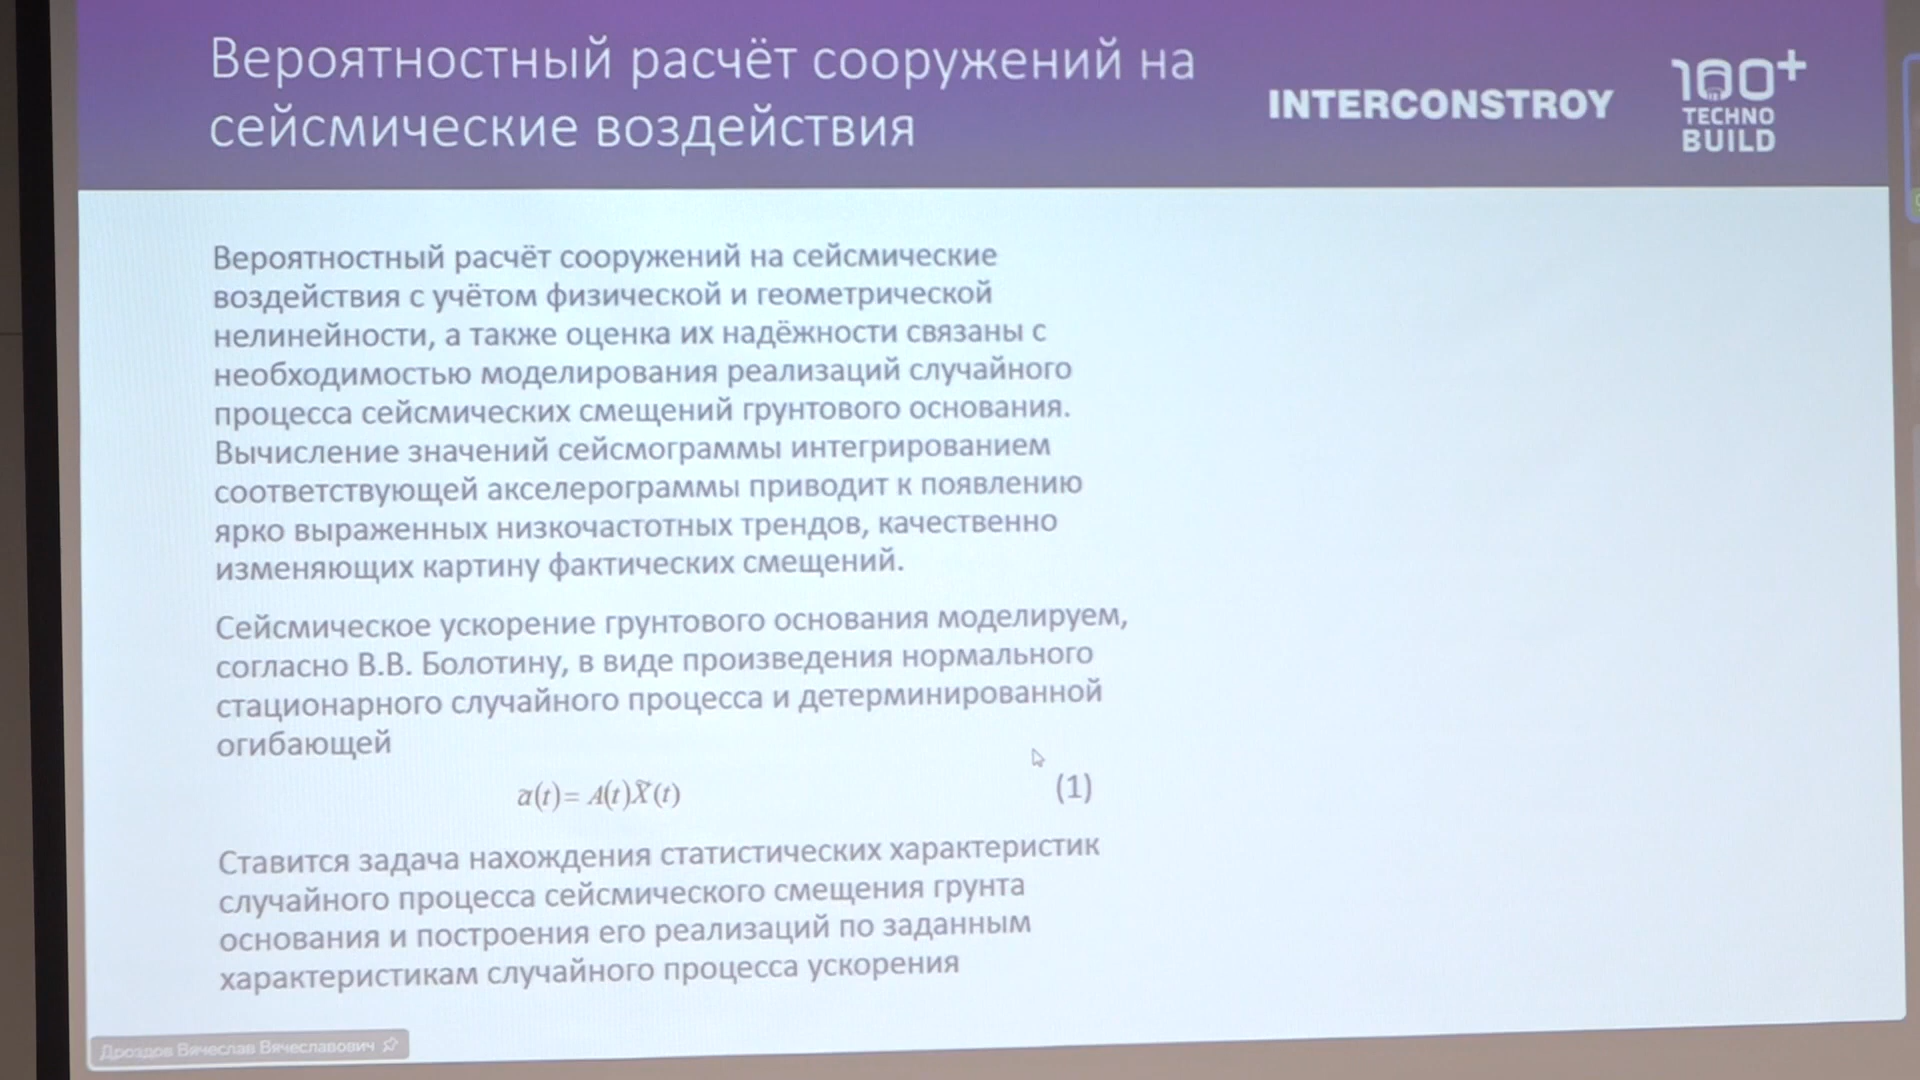 Вероятностный расчёт сооружений на
сейсмические воздействия
INTERCONSTROY
100+
TECHNO
BUILD
Вероятностный расчёт сооружений на сейсмические
воздействия с учётом физической и геометрической
нелинейности, а также оценка их надёжности связаны с
необходимостью моделирования реализаций случайного
процесса сейсмических смещений грунтового основания.
Вычисление значений сейсмограммы интегрированием
соответствующей акселерограммы приводит к появлению
ярко выраженных низкочастотных трендов, качественно
изменяющих картину фактических смещений.
Сейсмическое ускорение грунтового основания моделируем,
согласно В.В. Болотину, в виде произведения нормального
стационарного случайного процесса и детерминированной
огибающей
ã(t)= A(t)X̃(t) (1)
Ставится задача нахождения статистических характеристик
случайного процесса сейсмического смещения грунта
основания и построения его реализаций по заданным
характеристикам случайного процесса ускорения
Дроздов Вячеслав Вячеславович